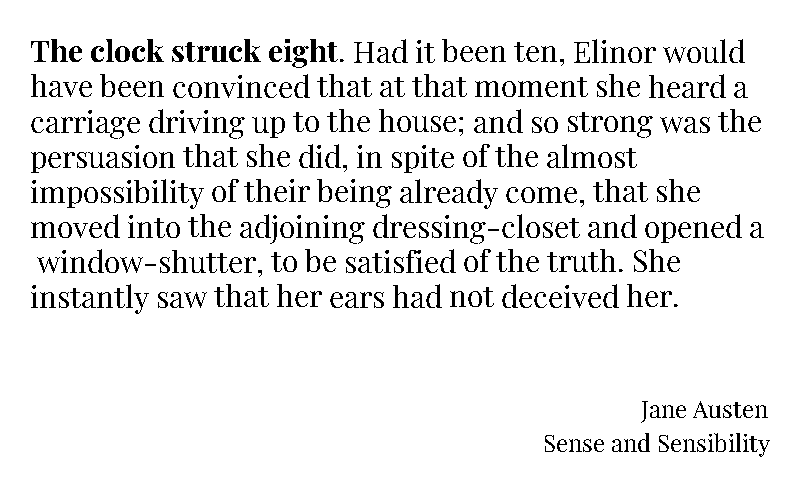 The clock struck eight. Had it been ten, Elinor would
have been convinced that at that moment she heard a
carriage driving up to the house; and so strong was the
persuasion that she did, in spite of the almost
impossibility of their being already come, that she
moved into the adjoining dressing-closet and opened a
window-shutter, to be satisfied of the truth. She
instantly saw that her ears had not deceived her.
Jane Austen
Sense and Sensibility